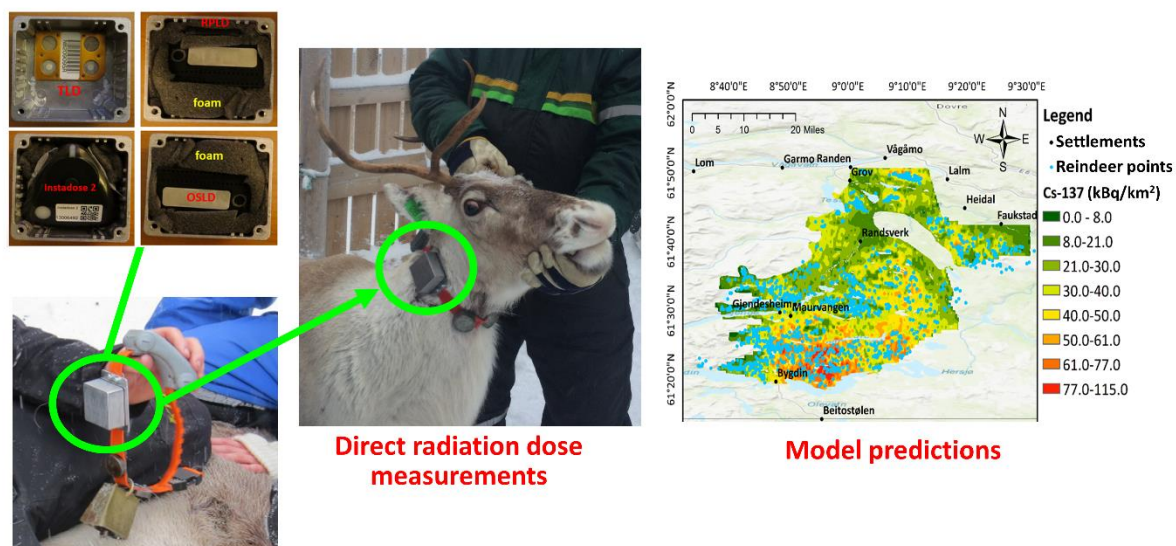 RPLD
TLD
foam
foam
Instadose 2
OSLD
Direct radiation dose
measurements
8°40'0"E 8°50'0"E 9°0'0"E 9°10'0"E 9°20'0"E 9°30'0"E
62°0'0"N
61°50'0"N
61°40'0"N
61°30'0"N
61°20'0"N
0 5 10 20 Miles
N
W E
S
Dovre
Vågåmo
Lom
Garmo Randen
Grov
Lalm
Heidal
Faukstad
Randsverk
Gjendesheim
Maurvangen
Bygdin
Beitostølen
Legend
Settlements
Reindeer points
Cs-137 (kBq/km²)
0.0 - 8.0
8.0-21.0
21.0-30.0
30.0-40.0
40.0-50.0
50.0-61.0
61.0-77.0
77.0-115.0
Model predictions